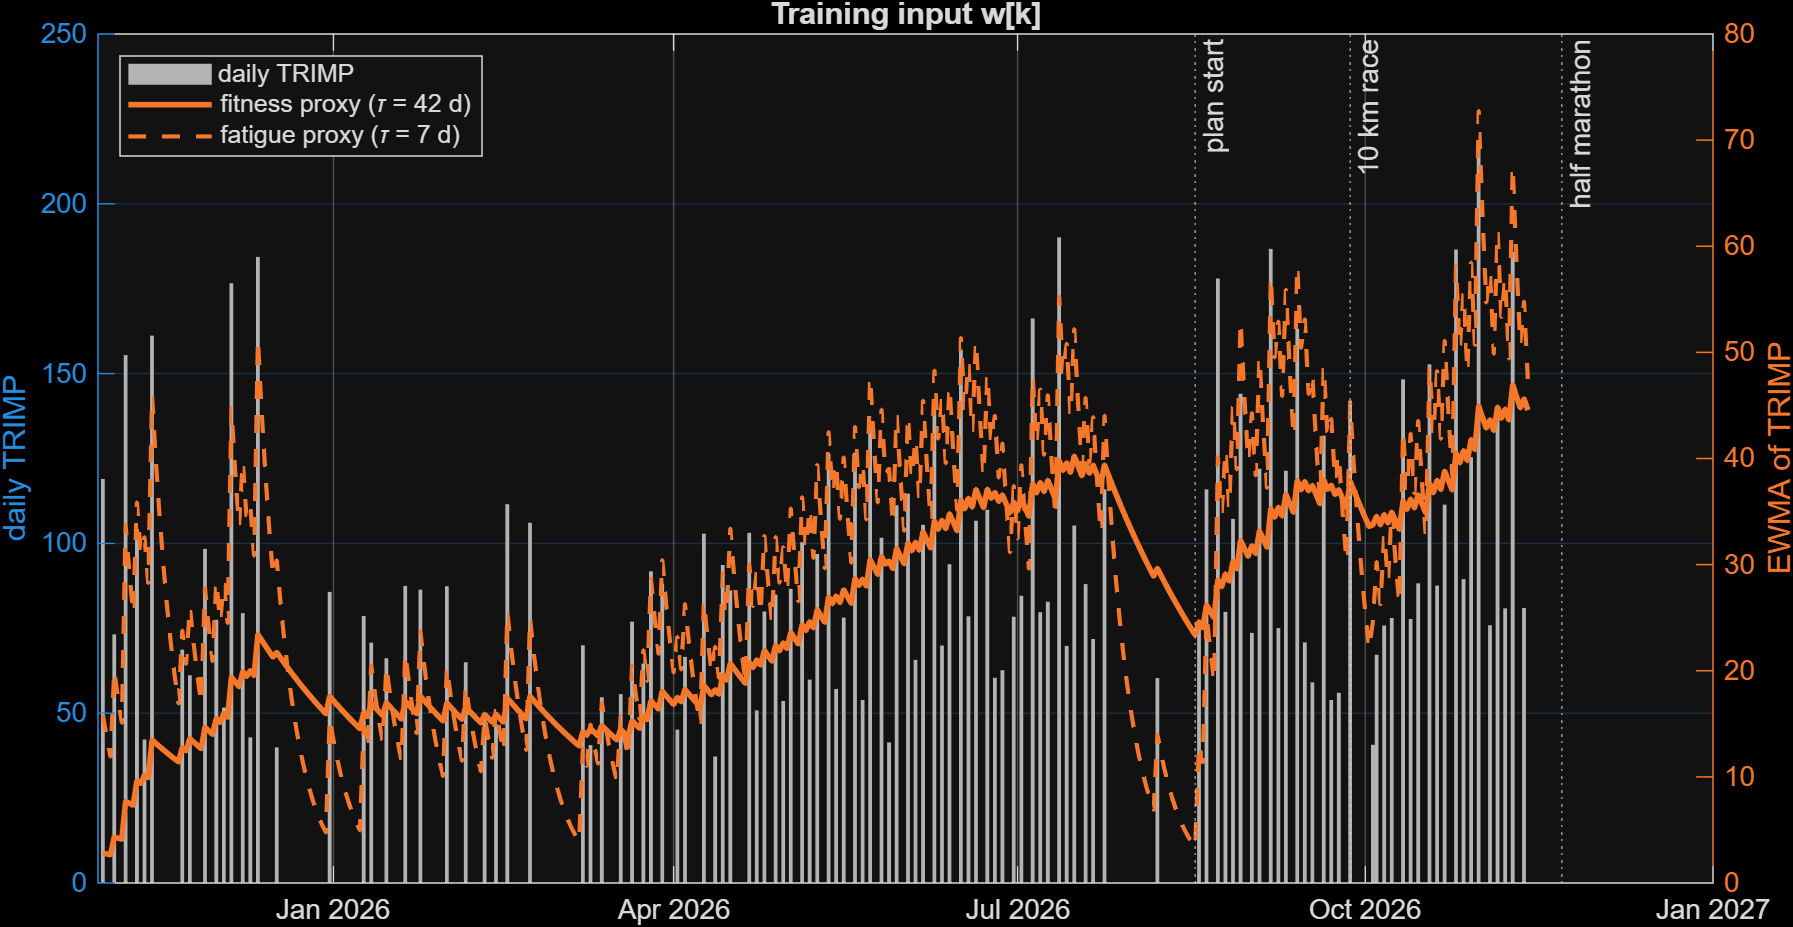 Training input w[k]
daily TRIMP
fitness proxy (τ = 42 d)
fatigue proxy (τ = 7 d)
plan start
10 km race
half marathon
250
200
150
100
50
0
daily TRIMP
80
70
60
50
40
30
20
10
0
EWMA of TRIMP
Jan 2026
Apr 2026
Jul 2026
Oct 2026
Jan 2027